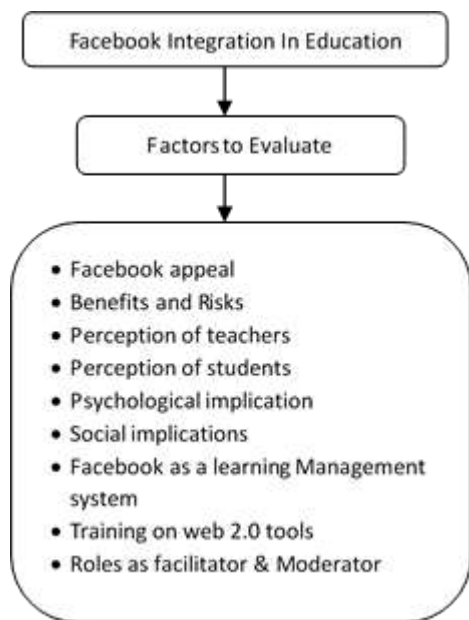 Facebook Integration In Education
Factors to Evaluate
• Facebook appeal
• Benefits and Risks
• Perception of teachers
• Perception of students
• Psychological implication
• Social implications
• Facebook as a learning Management
system
• Training on web 2.0 tools
• Roles as facilitator & Moderator